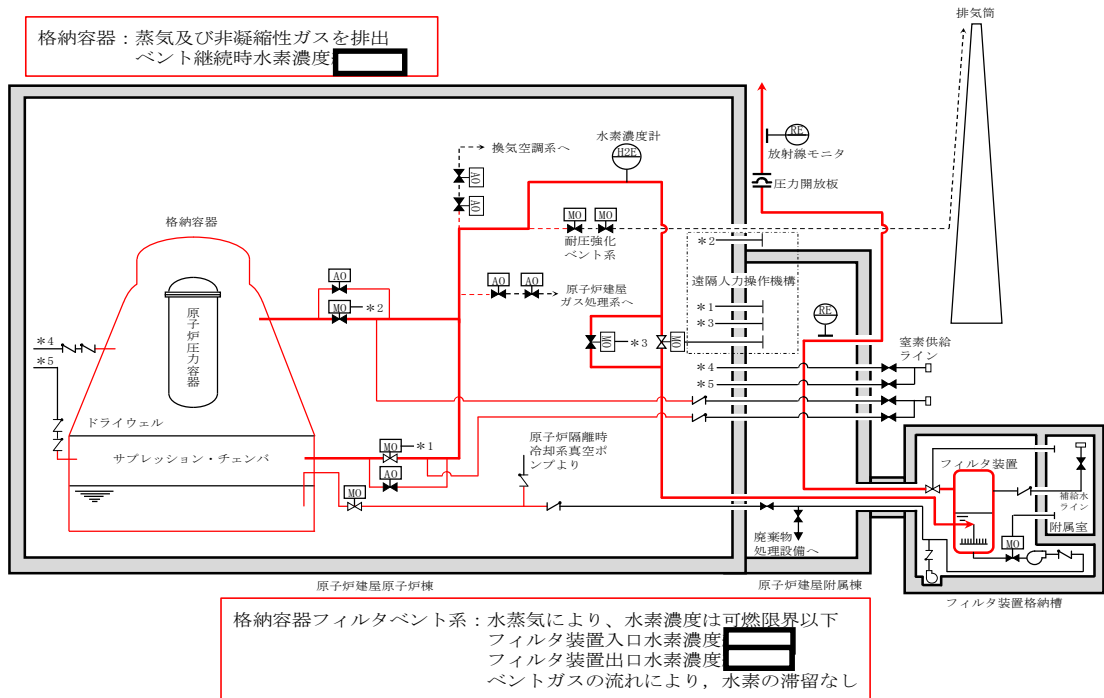 格納容器：蒸気及び非凝縮性ガスを排出
ベント継続時水素濃度:
排気筒
水素濃度計
H2E
RE
放射線モニタ
換気空調系へ
AO
AO
圧力開放板
格納容器
MO
MO
耐圧強化
ベント系
＊2
遠隔人力操作機構
AO
MO
＊2
AO
AO
原子炉建屋
ガス処理系へ
＊1
＊3
RE
原子炉圧力容器
MO
＊3
MO
窒素供給
ライン
＊4
＊5
＊4
＊5
ドライウェル
サプレッション・チェンバ
MO
＊1
AO
MO
原子炉隔離時
冷却系真空ポ
ンプより
フィルタ装置
補給水
ライン
附属室
MO
廃棄物
処理設備へ
原子炉建屋原子炉棟
原子炉建屋附属棟
フィルタ装置格納槽
格納容器フィルタベント系：水蒸気により、水素濃度は可燃限界以下
フィルタ装置入口水素濃度:
フィルタ装置出口水素濃度:
ベントガスの流れにより，水素の滞留なし